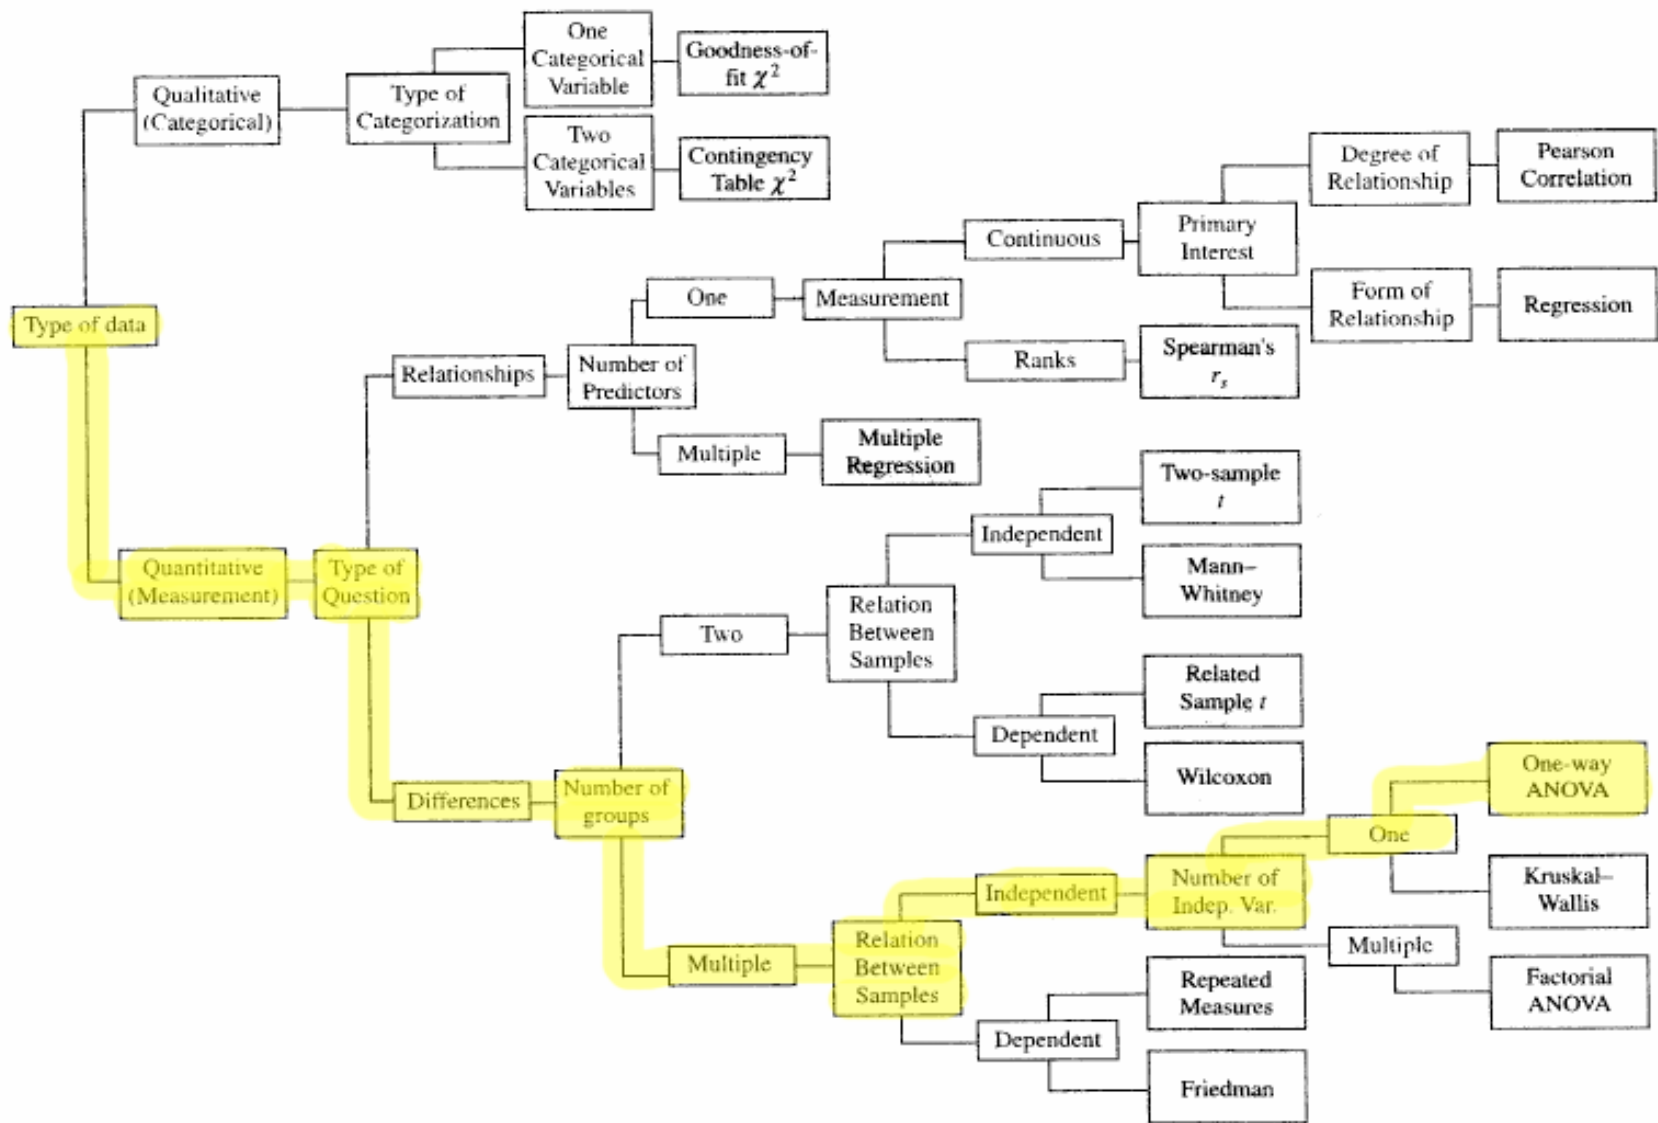 One
Categorical
Variable
Goodness-of-
fit χ²
Qualitative
(Categorical)
Type of
Categorization
Two
Categorical
Variables
Contingency
Table χ²
Degree of
Relationship
Pearson
Correlation
Continuous
Primary
Interest
One
Measurement
Form of
Relationship
Regression
Type of data
Relationships
Number of
Predictors
Ranks
Spearman's
rₛ
Multiple
Multiple
Regression
Two-sample
t
Independent
Quantitative
(Measurement)
Type of
Question
Mann–
Whitney
Two
Relation
Between
Samples
Related
Sample t
Dependent
Wilcoxon
Differences
Number of
groups
One-way
ANOVA
One
Independent
Number of
Indep. Var.
Kruskal–
Wallis
Multiple
Relation
Between
Samples
Multiple
Repeated
Measures
Factorial
ANOVA
Dependent
Friedman